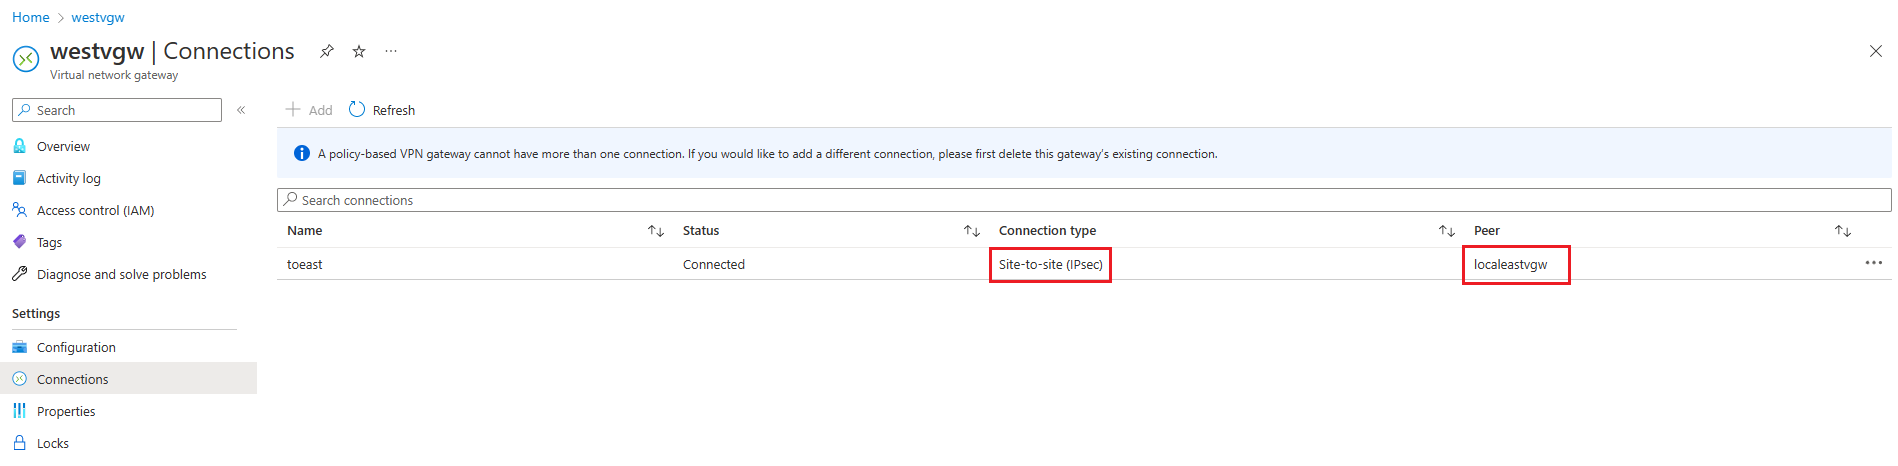 Home > westvgw
westvgw | Connections
Virtual network gateway
Search
Overview
Activity log
Access control (IAM)
Tags
Diagnose and solve problems
Settings
Configuration
Connections
Properties
Locks
Add Refresh
A policy-based VPN gateway cannot have more than one connection. If you would like to add a different connection, please first delete this gateway's existing connection.
Search connections
Name Status Connection type Peer
toeast Connected Site-to-site (IPsec) localeastvgw